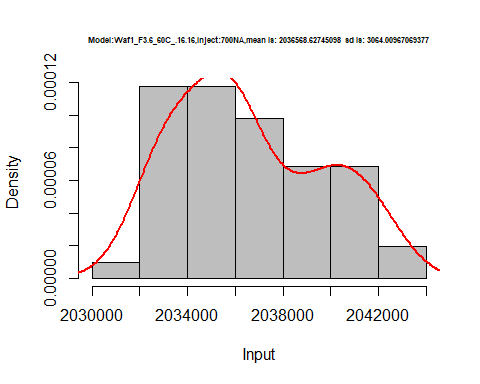 Model:Waf1_F3.6_60C_.16.16,inject:700NA,mean is: 2036568.62745098 sd is: 3064.00967069377
0.00012
0.00006
0.00000
Density
2030000 2034000 2038000 2042000
Input